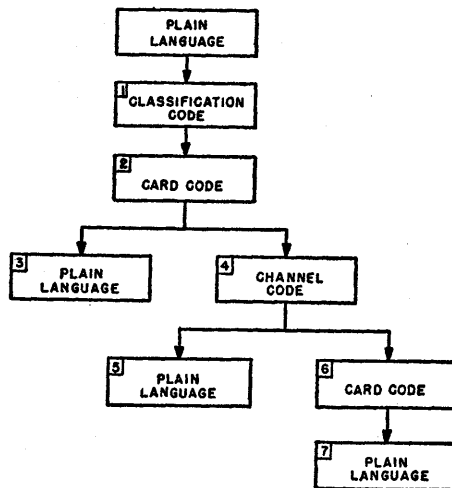 PLAIN
LANGUAGE
1
CLASSIFICATION
CODE
2
CARD CODE
3
PLAIN
LANGUAGE
4
CHANNEL
CODE
5
PLAIN
LANGUAGE
6
CARD CODE
7
PLAIN
LANGUAGE